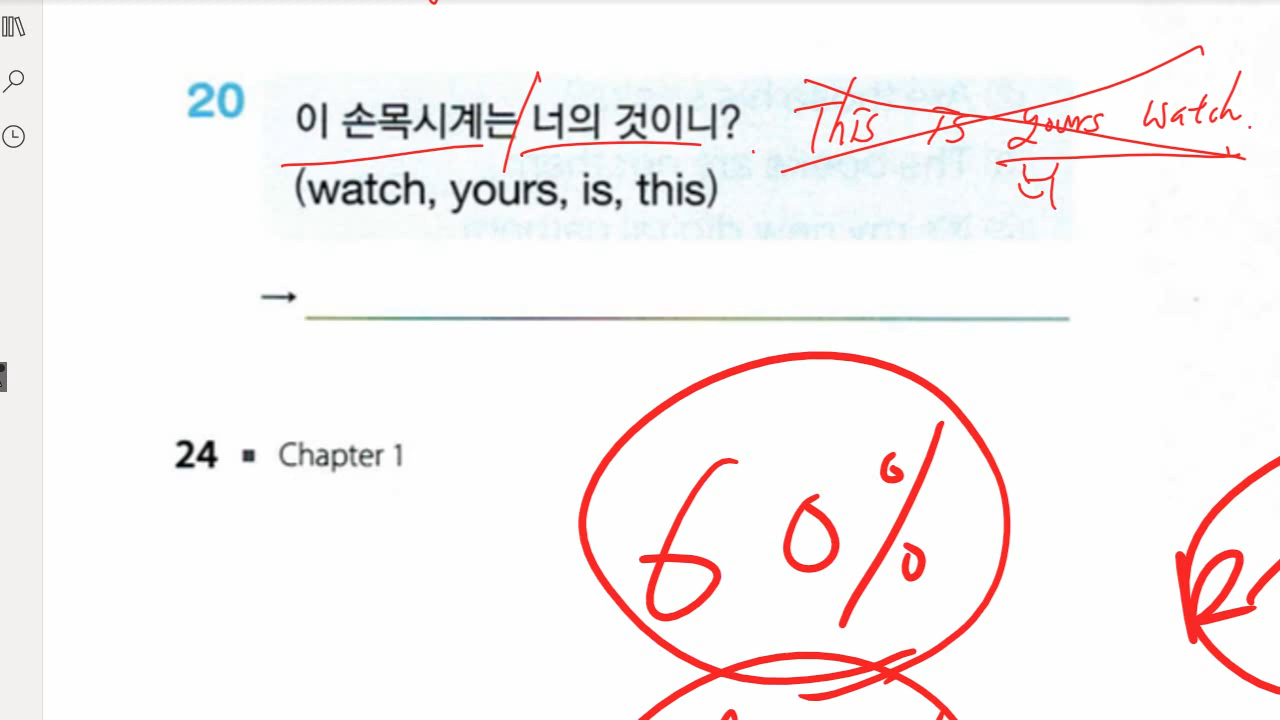 20 이 손목시계는 너의 것이니? This is yours watch.
(watch, yours, is, this)
→
24 ■ Chapter 1
60%